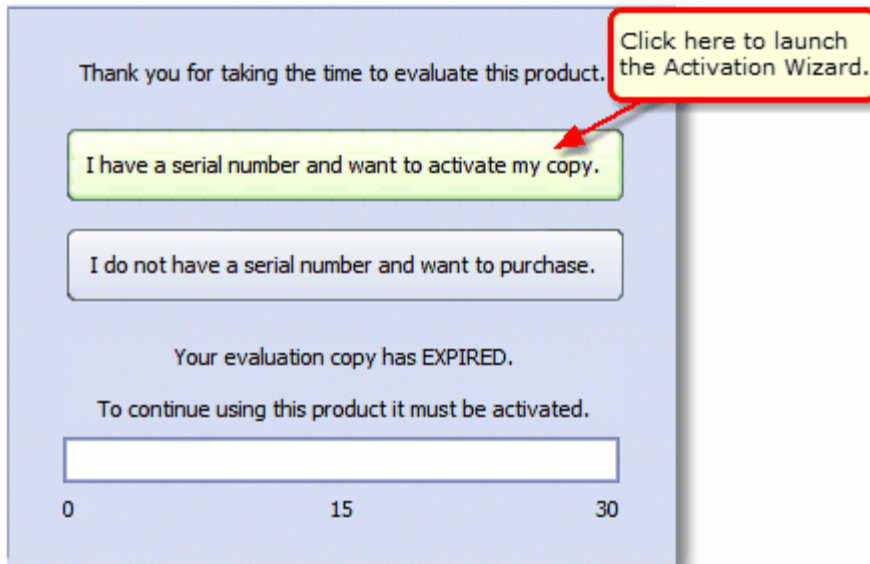 Click here to launch
the Activation Wizard.
Thank you for taking the time to evaluate this product.
I have a serial number and want to activate my copy.
I do not have a serial number and want to purchase.
Your evaluation copy has EXPIRED.
To continue using this product it must be activated.
0 15 30